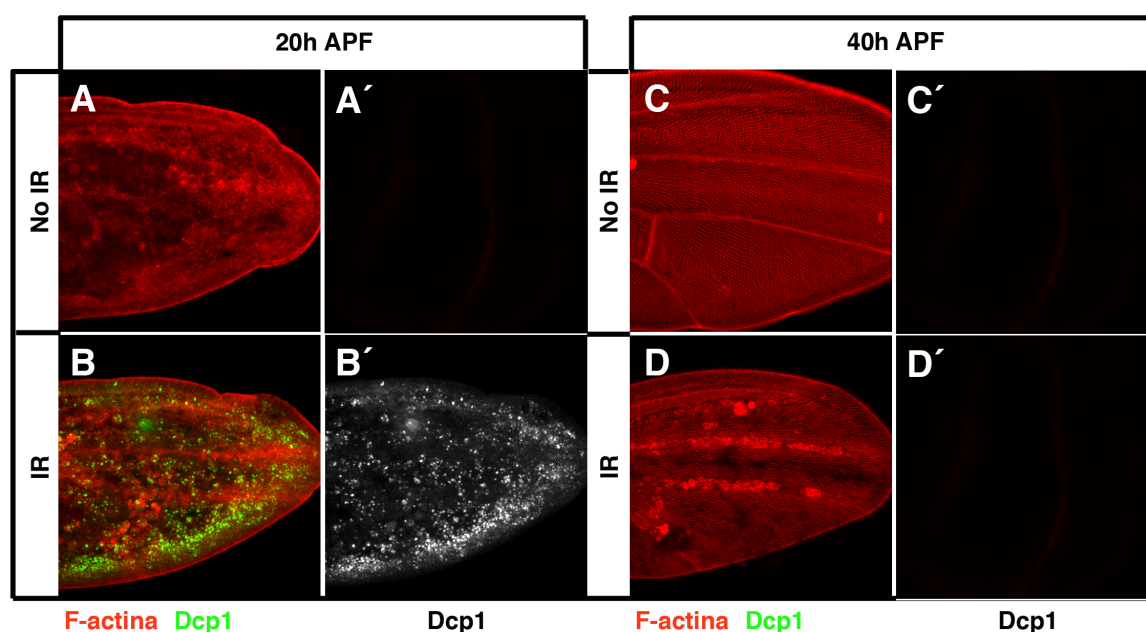 20h APF 40h APF
No IR A A´ No IR C C´
IR B B´ IR D D´
F-actina Dcp1 Dcp1 F-actina Dcp1 Dcp1